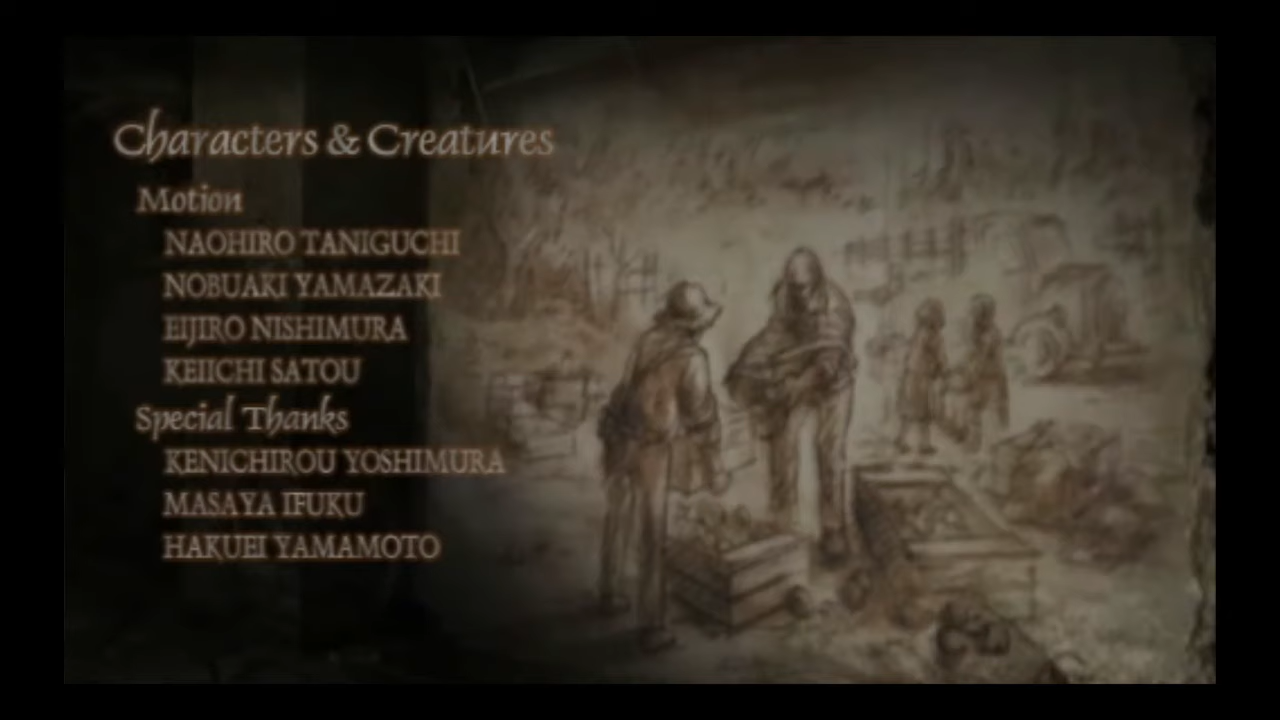 Characters & Creatures
Motion
NAOHIRO TANIGUCHI
NOBUAKI YAMAZAKI
EIJIRO NISHIMURA
KEIICHI SATOU
Special Thanks
KENICHIROU YOSHIMURA
MASAYA IFUKU
HAKUEI YAMAMOTO